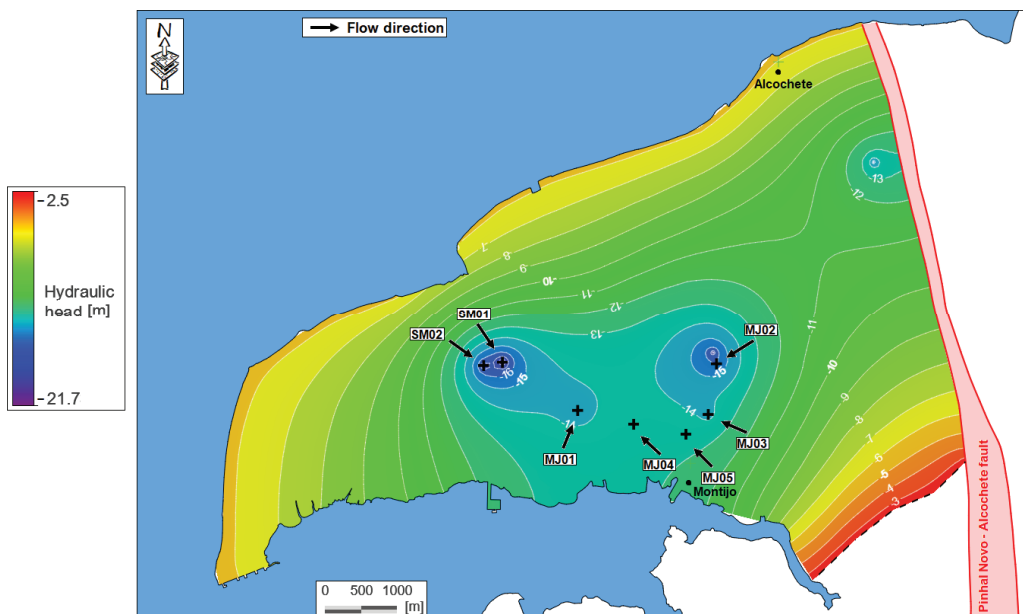 N
Flow direction
Alcochete
-2.5
Hydraulic
head [m]
-21.7
-13
-12
7
8
-9
-10
-11
-12
-13
-11
-10
-9
-8
-7
-6
-5
-4
-3
SM01
SM02
-16
-15
MJ02
-15
-14
-14
MJ01
MJ03
MJ04
MJ05
Montijo
Pinhal Novo - Alcochete fault
0 500 1000
[m]